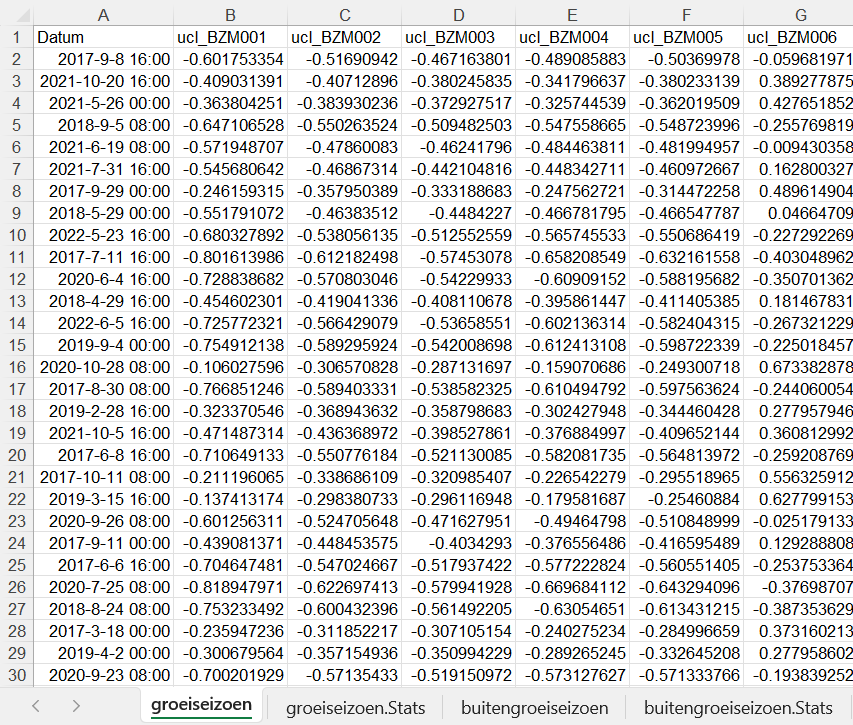 A B C D E F G
1 Datum ucl_BZM001 ucl_BZM002 ucl_BZM003 ucl_BZM004 ucl_BZM005 ucl_BZM006
2 2017-9-8 16:00 -0.601753354 -0.51690942 -0.467163801 -0.489085883 -0.50369978 -0.059681971
3 2021-10-20 16:00 -0.409031391 -0.40712896 -0.380245835 -0.341796637 -0.380233139 0.389277875
4 2021-5-26 00:00 -0.363804251 -0.383930236 -0.372927517 -0.325744539 -0.362019509 0.427651852
5 2018-9-5 08:00 -0.647106528 -0.550263524 -0.509482503 -0.547558665 -0.548723996 -0.255769819
6 2021-6-19 08:00 -0.571948707 -0.47860083 -0.46241796 -0.484463811 -0.481994957 -0.009430358
7 2021-7-31 16:00 -0.545680642 -0.46867314 -0.442104816 -0.448342711 -0.460972667 0.162800327
8 2017-9-29 00:00 -0.246159315 -0.357950389 -0.333188683 -0.247562721 -0.314472258 0.489614904
9 2018-5-29 00:00 -0.551791072 -0.46383512 -0.4484227 -0.466781795 -0.466547787 0.04664709
10 2022-5-23 16:00 -0.680327892 -0.538056135 -0.512552559 -0.565745533 -0.550686419 -0.227292269
11 2017-7-11 16:00 -0.801613986 -0.612182498 -0.57453078 -0.658208549 -0.632161558 -0.403048962
12 2020-6-4 16:00 -0.728838682 -0.570803046 -0.54229933 -0.60909152 -0.588195682 -0.350701362
13 2018-4-29 16:00 -0.454602301 -0.419041336 -0.408110678 -0.395861447 -0.411405385 0.181467831
14 2022-6-5 16:00 -0.725772321 -0.566429079 -0.53658551 -0.602136314 -0.582404315 -0.267321229
15 2019-9-4 00:00 -0.754912138 -0.589295924 -0.542008698 -0.612413108 -0.598722339 -0.225018457
16 2020-10-28 08:00 -0.106027596 -0.306570828 -0.287131697 -0.159070686 -0.249300718 0.673382878
17 2017-8-30 08:00 -0.766851246 -0.589403331 -0.538582325 -0.610494792 -0.597563624 -0.244060054
18 2019-2-28 16:00 -0.323370546 -0.368943632 -0.358798683 -0.302427948 -0.344460428 0.277957946
19 2021-10-5 16:00 -0.471487314 -0.436368972 -0.398527861 -0.376884997 -0.409652144 0.360812992
20 2017-6-8 16:00 -0.710649133 -0.550776184 -0.521130085 -0.582081735 -0.564813972 -0.259208769
21 2017-10-11 08:00 -0.211196065 -0.338686109 -0.320985407 -0.226542279 -0.295518965 0.556325912
22 2019-3-15 16:00 -0.137413174 -0.298380733 -0.296116948 -0.179581687 -0.25460884 0.627799153
23 2020-9-26 08:00 -0.601256311 -0.524705648 -0.471627951 -0.49464798 -0.510848999 -0.025179133
24 2017-9-11 00:00 -0.439081371 -0.448453575 -0.4034293 -0.376556486 -0.416595489 0.129288808
25 2017-6-6 16:00 -0.704647481 -0.547024667 -0.517937422 -0.577222824 -0.560551405 -0.253753364
26 2020-7-25 08:00 -0.818947971 -0.622697413 -0.579941928 -0.669684112 -0.643294096 -0.37698707
27 2018-8-24 08:00 -0.753233492 -0.600432396 -0.561492205 -0.63054651 -0.613431215 -0.387353629
28 2017-3-18 00:00 -0.235947236 -0.311852217 -0.307105154 -0.240275234 -0.284996659 0.373160213
29 2019-4-2 00:00 -0.300679564 -0.357154936 -0.350994229 -0.289265245 -0.332645208 0.277958602
30 2020-9-23 08:00 -0.700201929 -0.57135433 -0.519150972 -0.573127627 -0.571333766 -0.193839252
groeiseizoen groeiseizoen.Stats buitengroeiseizoen buitengroeiseizoen.Stats